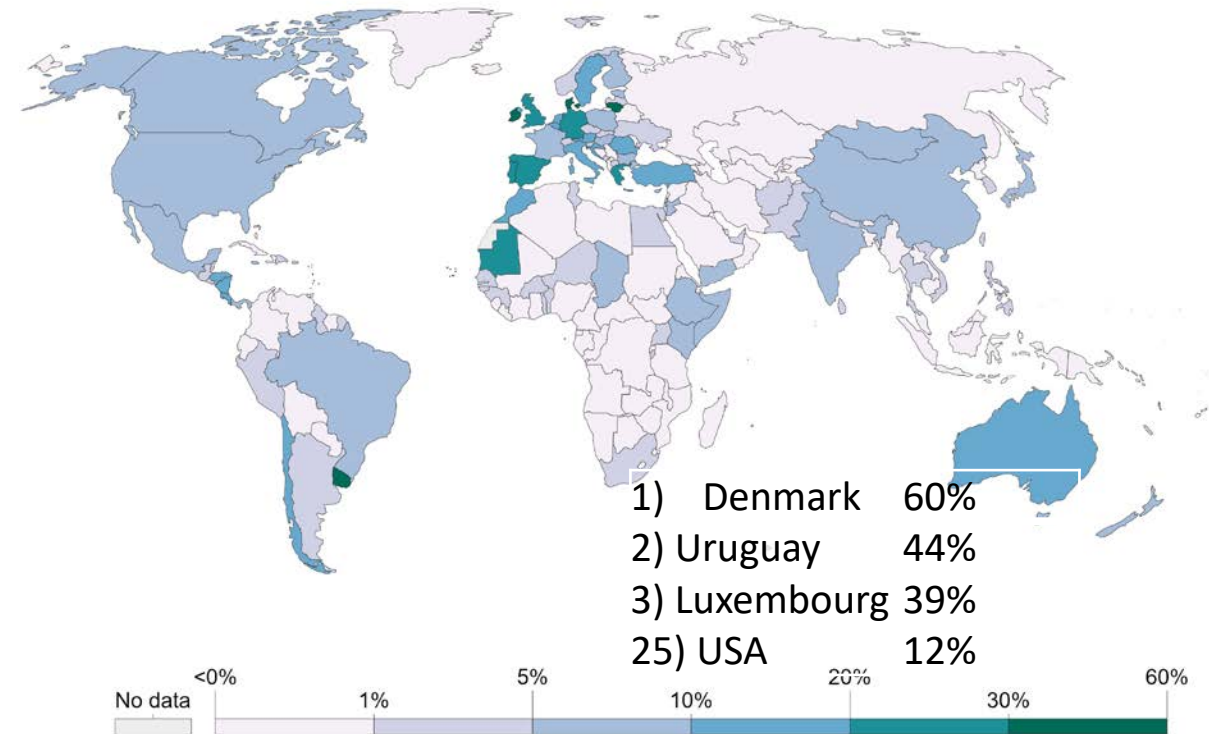 1) Denmark 60%
2) Uruguay 44%
3) Luxembourg 39%
25) USA 12%
<0% 5% 20% 60%
No data 1% 10% 30%